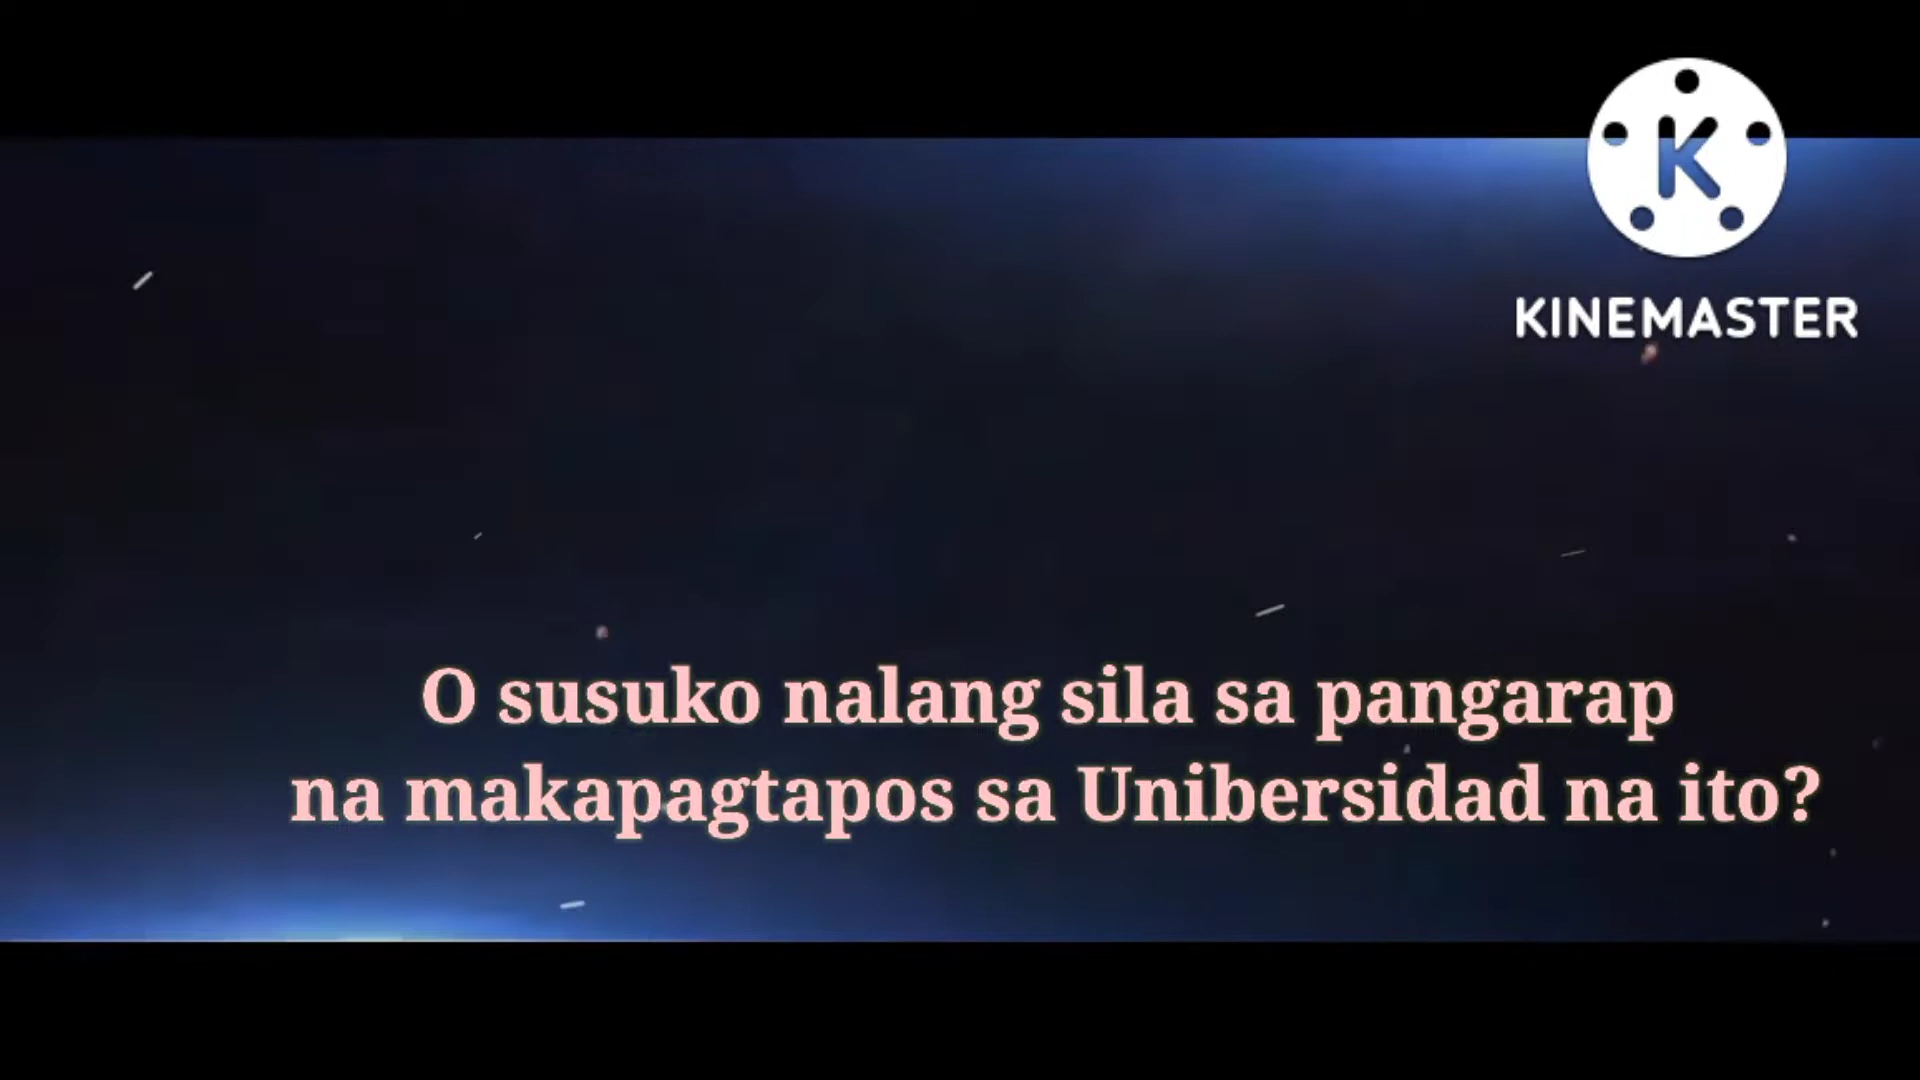 K
KINEMASTER
O susuko nalang sila sa pangarap
na makapagtapos sa Unibersidad na ito?